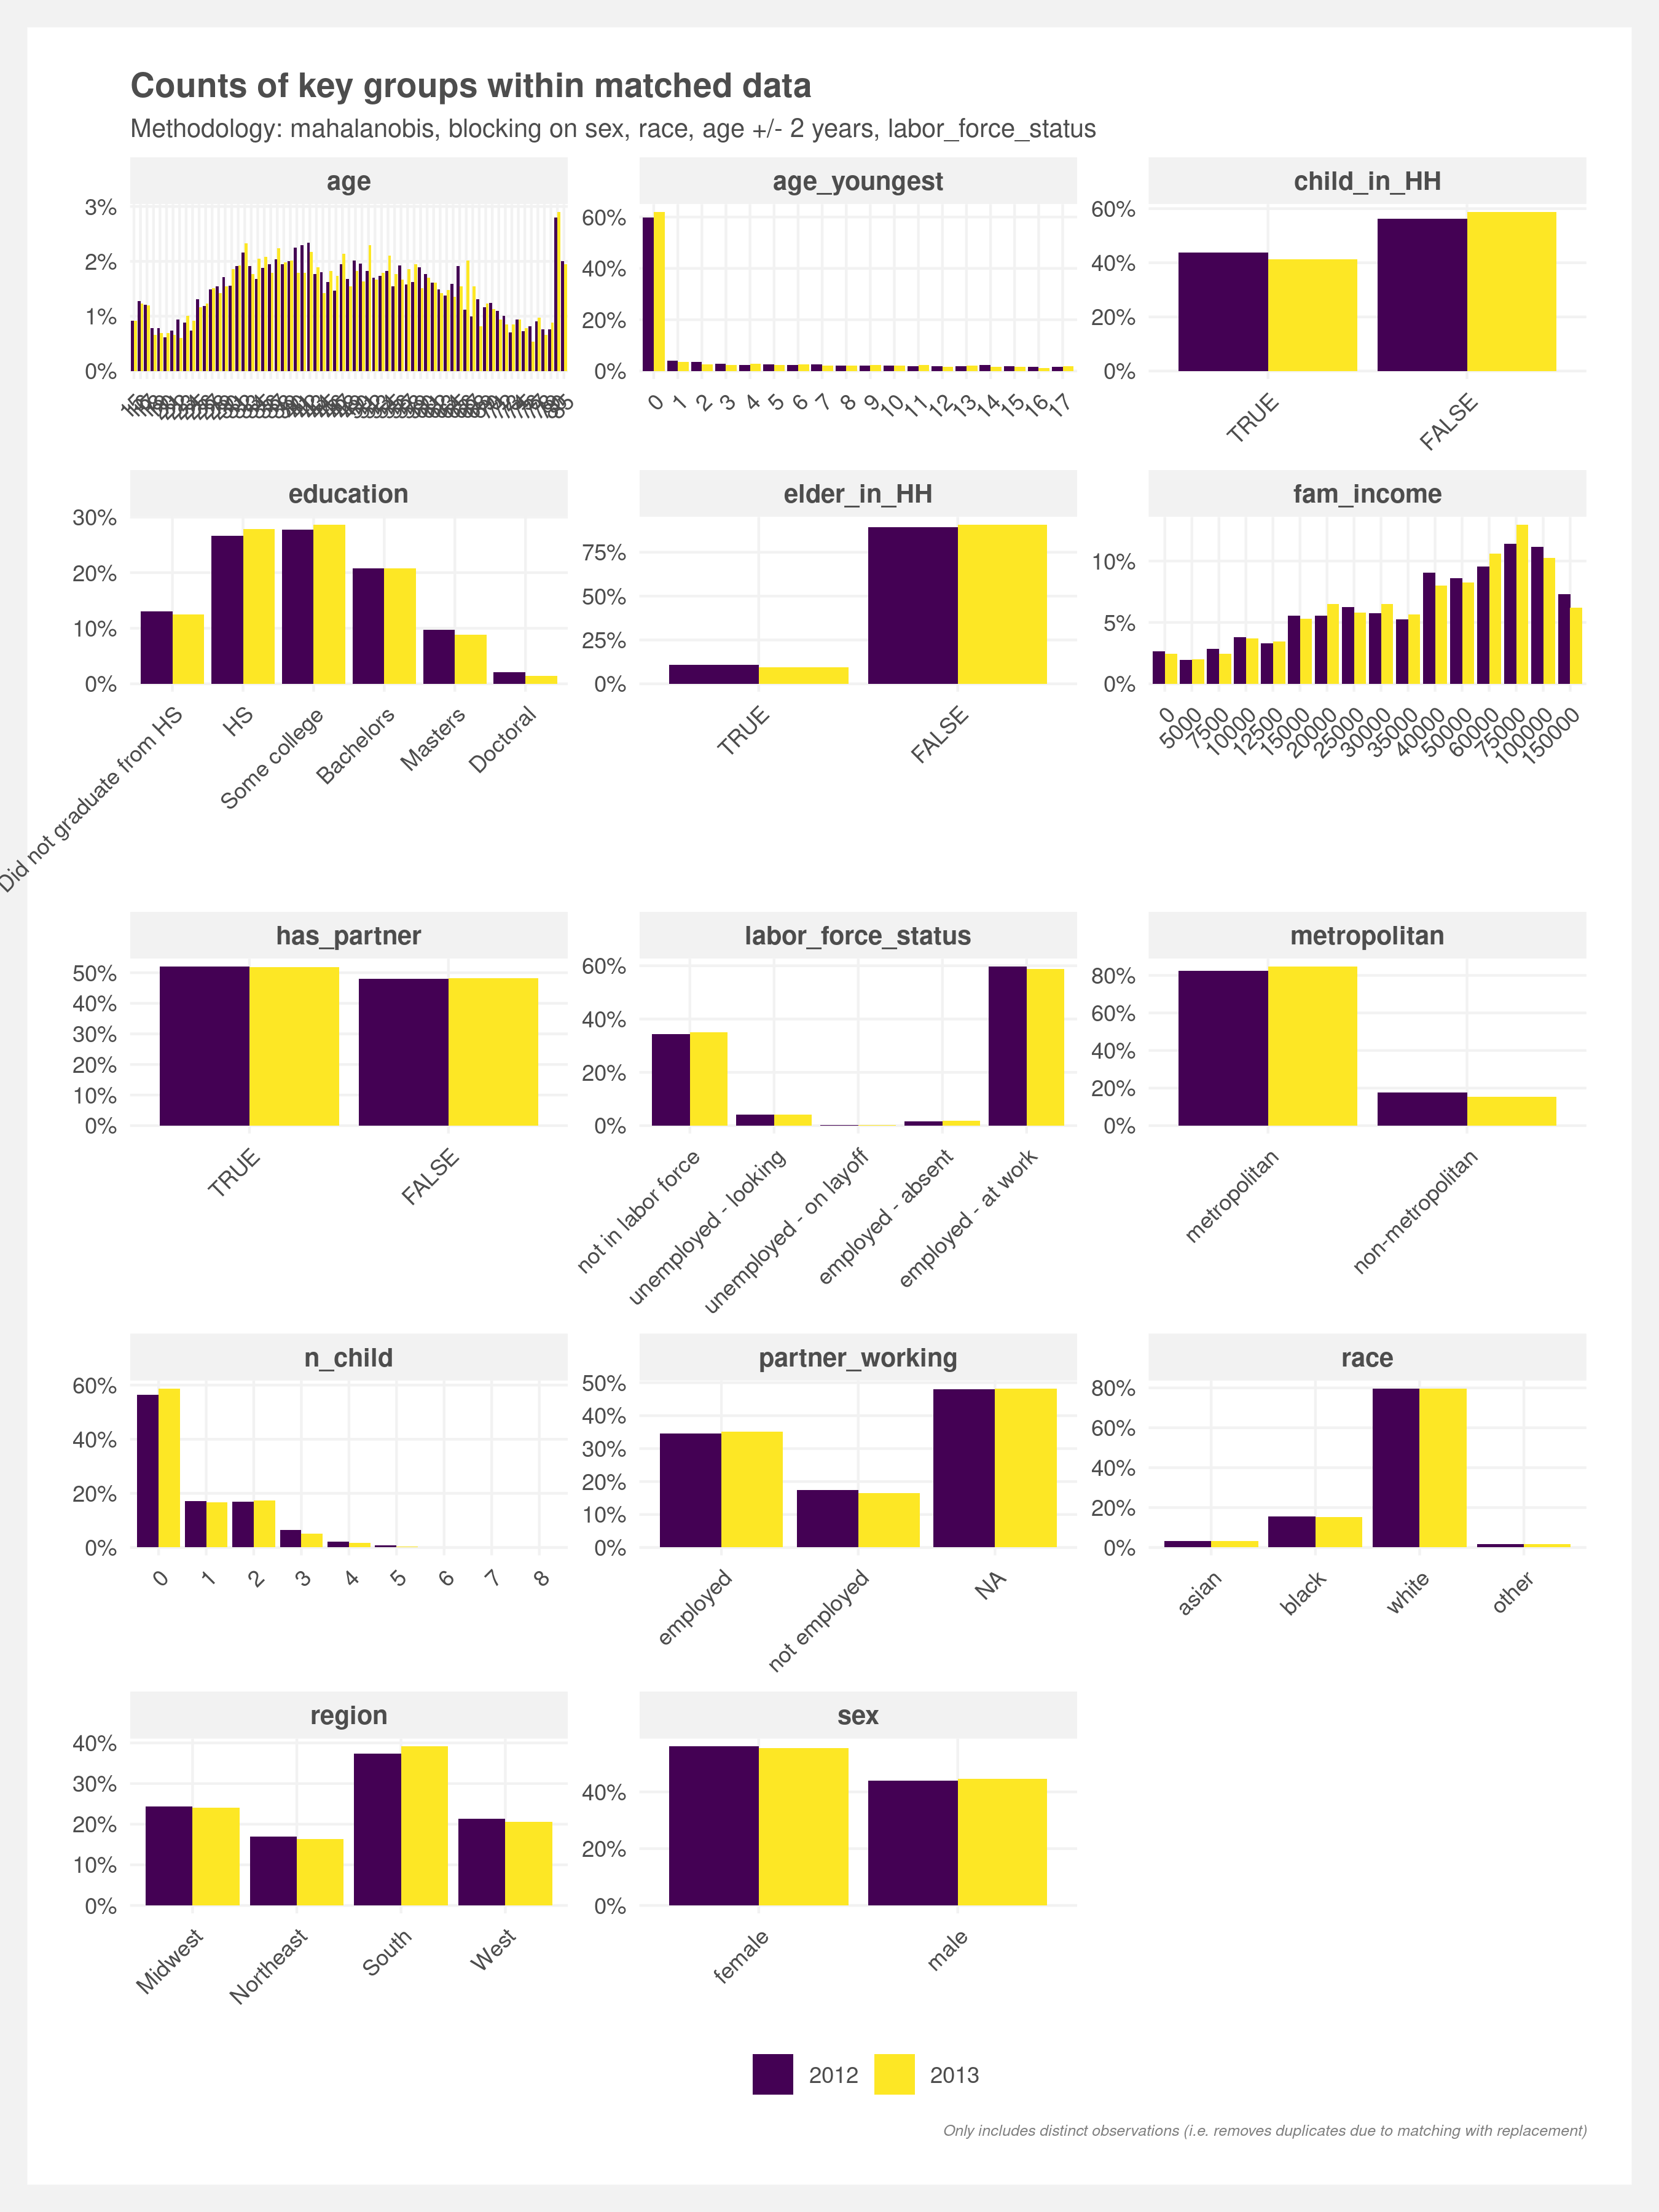 Counts of key groups within matched data
Methodology: mahalanobis, blocking on sex, race, age +/- 2 years, labor_force_status
age
3%
2%
1%
0%
age_youngest
60%
40%
20%
0%
0 1 2 3 4 5 6 7 8 9 10 11 12 13 14 15 16 17
child_in_HH
60%
40%
20%
0%
TRUE FALSE
education
30%
20%
10%
0%
Did not graduate from HS
HS
Some college
Bachelors
Masters
Doctoral
elder_in_HH
75%
50%
25%
0%
TRUE FALSE
fam_income
10%
5%
0%
0 5000 7500 10000 12500 15000 20000 25000 30000 35000 40000 50000 60000 75000 100000 150000
has_partner
50%
40%
30%
20%
10%
0%
TRUE FALSE
labor_force_status
60%
40%
20%
0%
not in labor force
unemployed - looking
unemployed - on layoff
employed - absent
employed - at work
metropolitan
80%
60%
40%
20%
0%
metropolitan
non-metropolitan
n_child
60%
40%
20%
0%
0 1 2 3 4 5 6 7 8
partner_working
50%
40%
30%
20%
10%
0%
employed
not employed
NA
race
80%
60%
40%
20%
0%
asian
black
white
other
region
40%
30%
20%
10%
0%
Midwest
Northeast
South
West
sex
40%
20%
0%
female
male
2012 2013
Only includes distinct observations (i.e. removes duplicates due to matching with replacement)